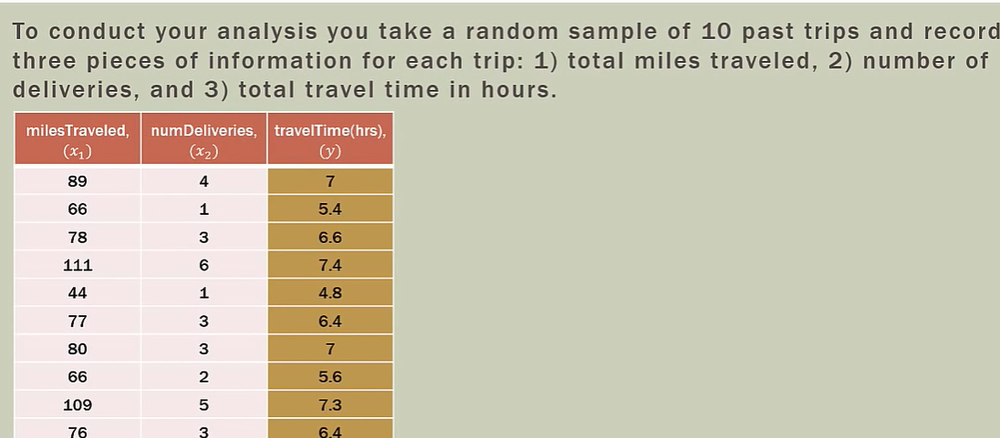 To conduct your analysis you take a random sample of 10 past trips and record
three pieces of information for each trip: 1) total miles traveled, 2) number of
deliveries, and 3) total travel time in hours.
milesTraveled, numDeliveries, travelTime(hrs),
(x₁) (x₂) (y)
89 4 7
66 1 5.4
78 3 6.6
111 6 7.4
44 1 4.8
77 3 6.4
80 3 7
66 2 5.6
109 5 7.3
76 3 6.4